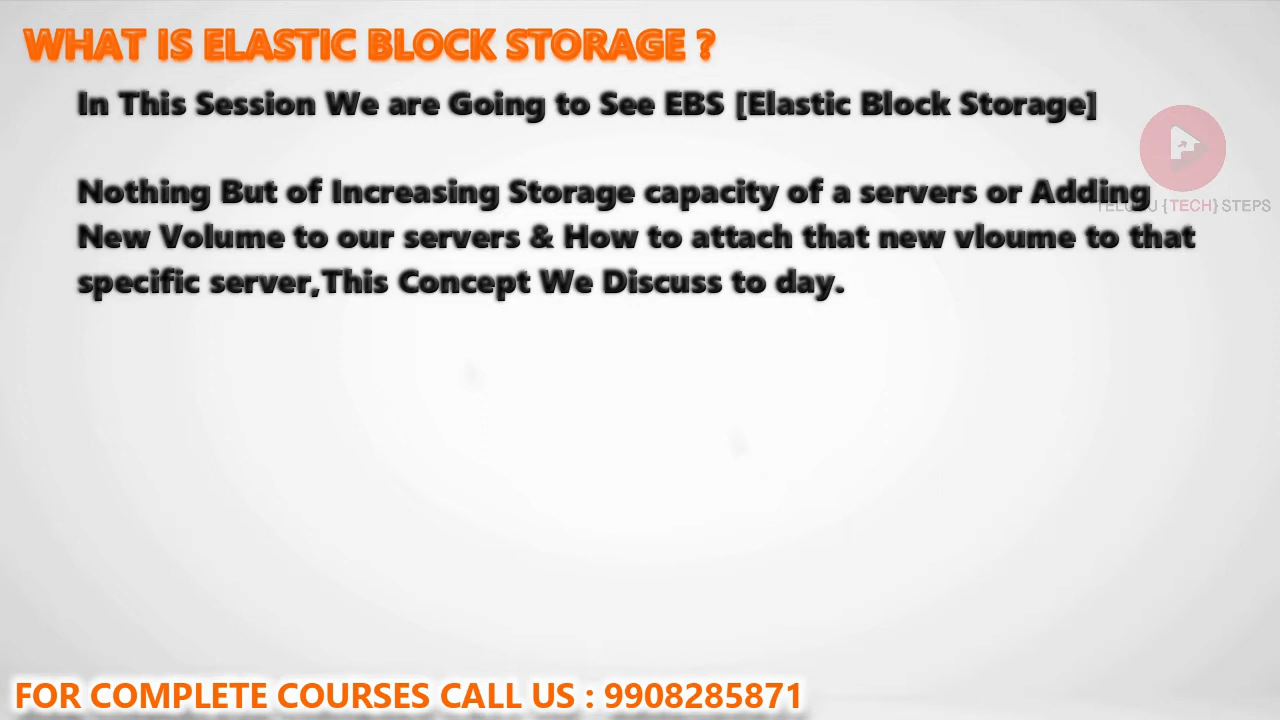 WHAT IS ELASTIC BLOCK STORAGE ?
In This Session We are Going to See EBS [Elastic Block Storage]
Nothing But of Increasing Storage capacity of a servers or Adding
{TECH} STEPS
New Volume to our servers & How to attach that new vloume to that
specific server,This Concept We Discuss to day.
FOR COMPLETE COURSES CALL US : 9908285871